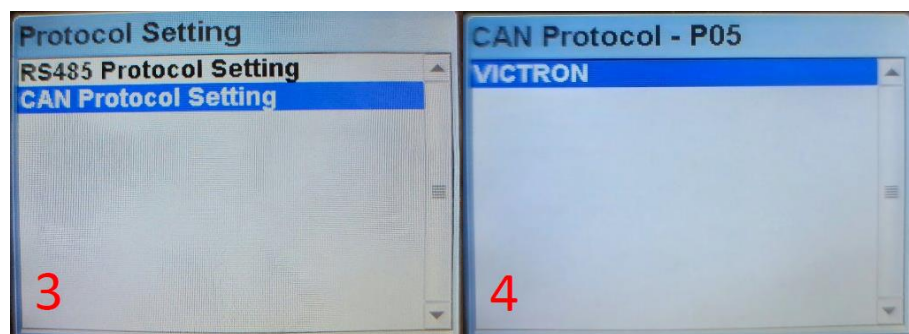 Protocol Setting
RS485 Protocol Setting
CAN Protocol Setting
3
CAN Protocol - P05
VICTRON
4